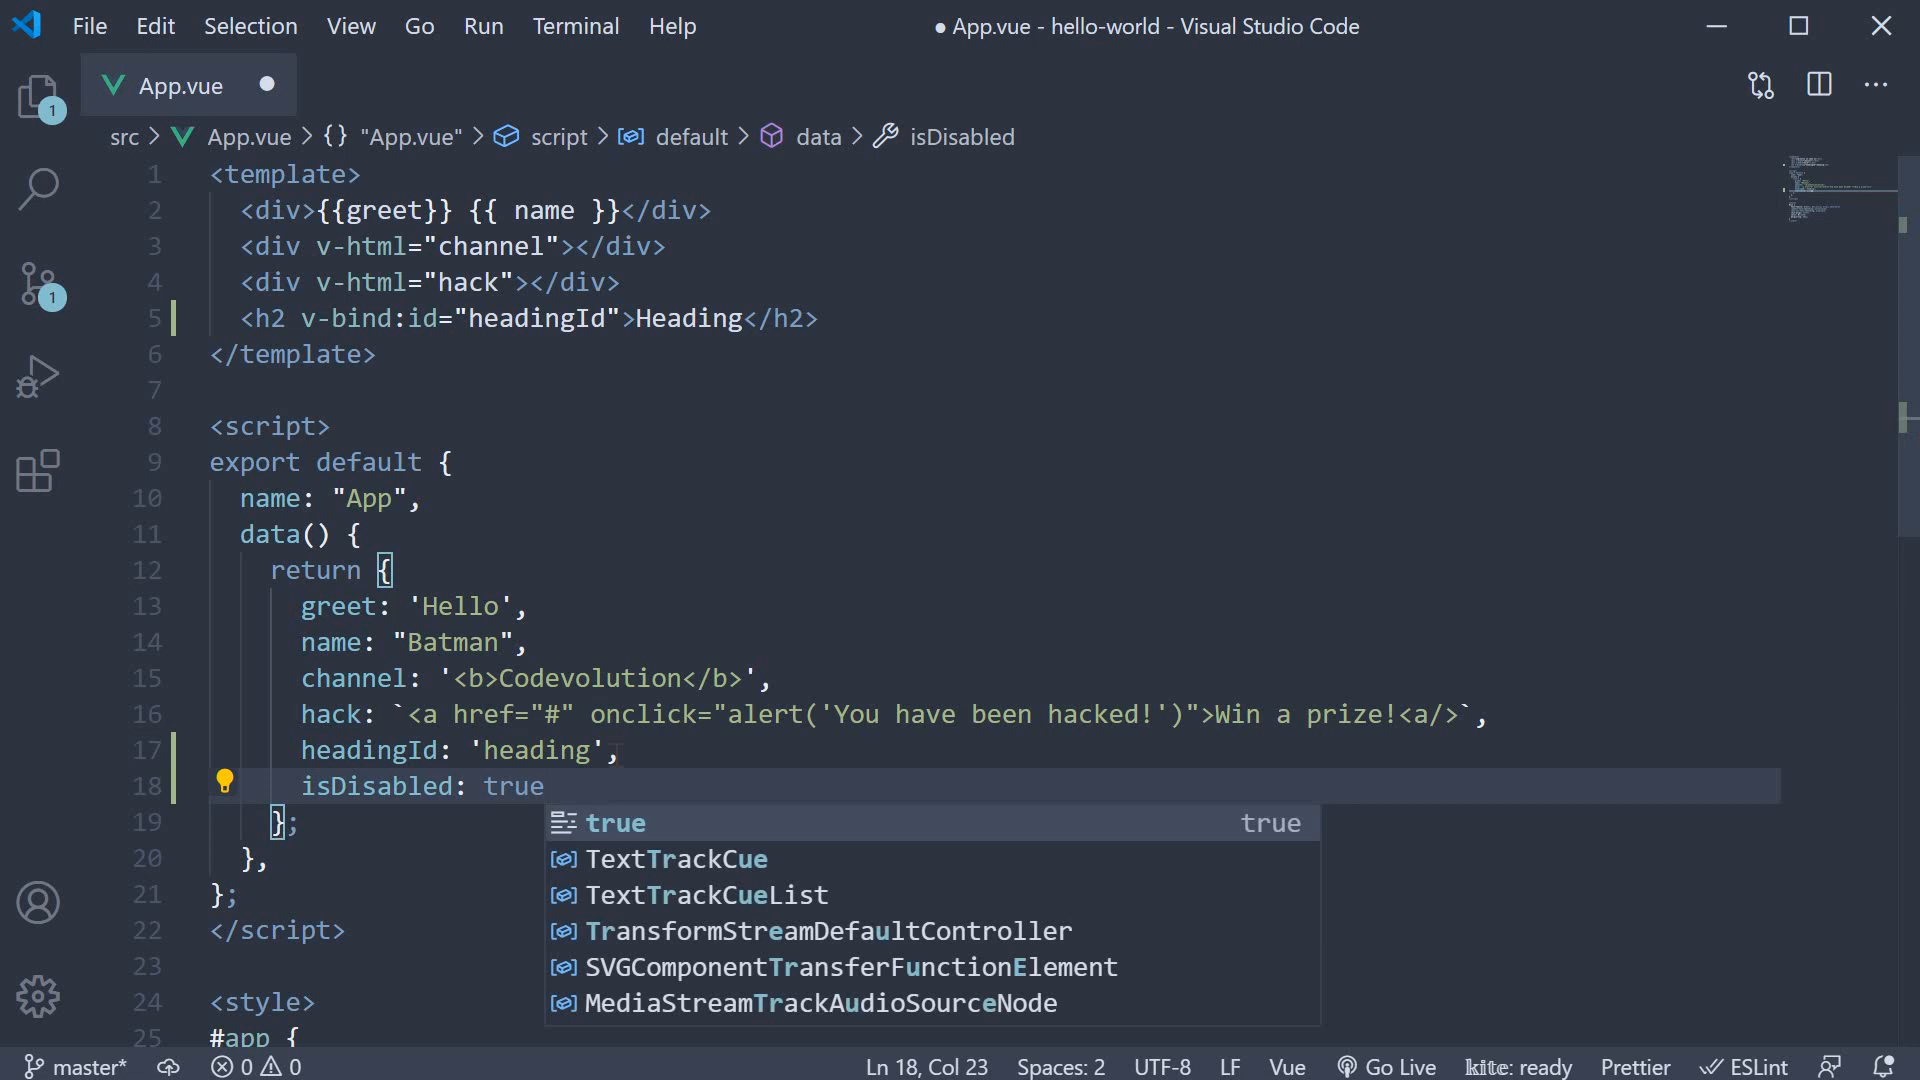 File Edit Selection View Go Run Terminal Help ● App.vue - hello-world - Visual Studio Code
App.vue
1
src > App.vue > {} "App.vue" > script > default > data > isDisabled
1 <template>
2 <div>{{greet}} {{ name }}</div>
3 <div v-html="channel"></div>
4 <div v-html="hack"></div>
1
5 <h2 v-bind:id="headingId">Heading</h2>
6 </template>
7
8 <script>
9 export default {
10 name: "App",
11 data() {
12 return {
13 greet: 'Hello',
14 name: "Batman",
15 channel: '<b>Codevolution</b>',
16 hack: `<a href="#" onclick="alert('You have been hacked!')">Win a prize!<a/>`,
17 headingId: 'heading',
18 isDisabled: true
19 };
true true
20 },
TextTrackCue
21 };
TextTrackCueList
22 </script>
TransformStreamDefaultController
23
SVGComponentTransferFunctionElement
24 <style>
MediaStreamTrackAudioSourceNode
25 #app {
master* 0 0 Ln 18, Col 23 Spaces: 2 UTF-8 LF Vue Go Live kite: ready Prettier ESLint